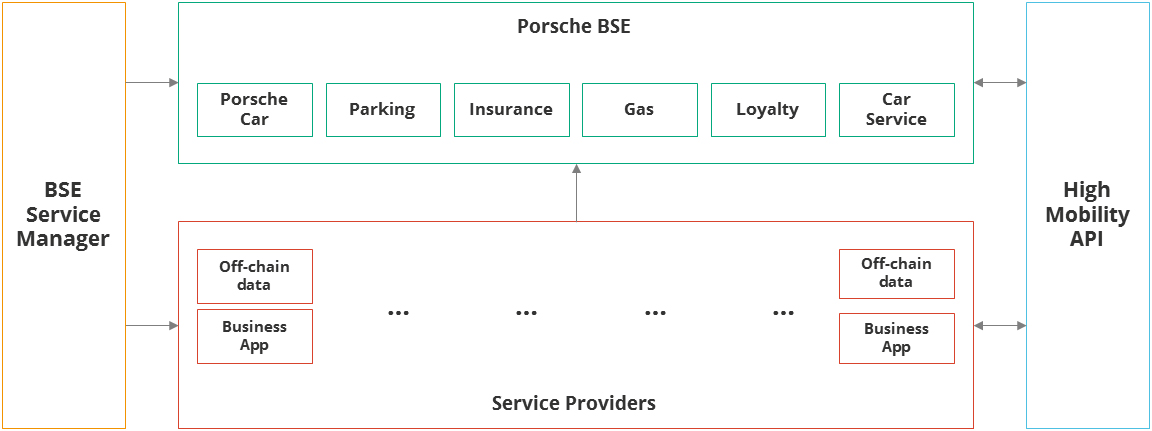 Porsche BSE
Porsche
Car
Parking
Insurance
Gas
Loyalty
Car
Service
BSE
Service
Manager
High
Mobility
API
Off-chain
data
Business
App
...
...
...
...
Off-chain
data
Business
App
Service Providers